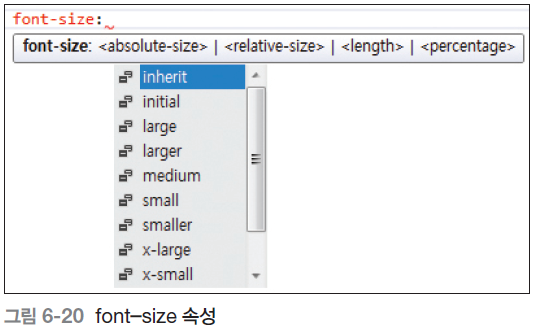 font-size:
font-size: <absolute-size> | <relative-size> | <length> | <percentage>
inherit
initial
large
larger
medium
small
smaller
x-large
x-small
그림 6-20 font-size 속성